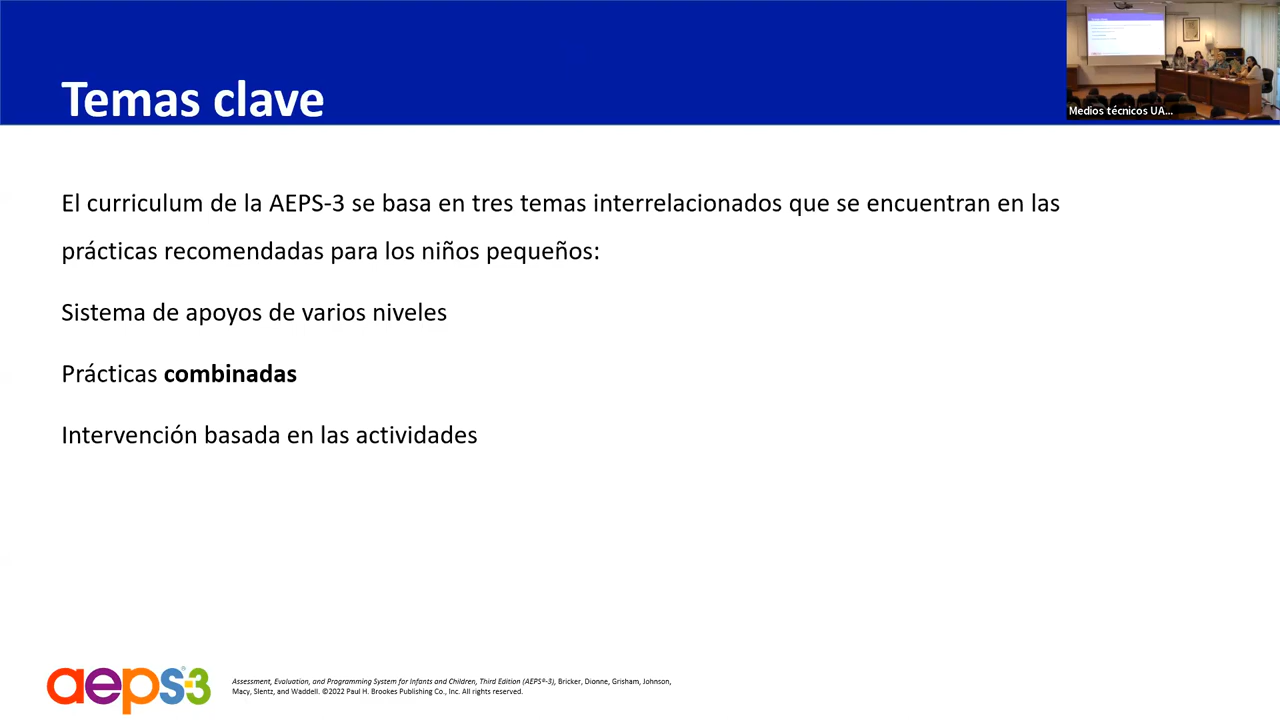 Temas clave
Medios técnicos UA...
El curriculum de la AEPS-3 se basa en tres temas interrelacionados que se encuentran en las
prácticas recomendadas para los niños pequeños:
Sistema de apoyos de varios niveles
Prácticas combinadas
Intervención basada en las actividades
aeps-3
Assessment, Evaluation, and Programming System for Infants and Children, Third Edition (AEPS®-3), Bricker, Dionne, Grisham, Johnson,
Macy, Slentz, and Waddell. ©2022 Paul H. Brookes Publishing Co., Inc. All rights reserved.